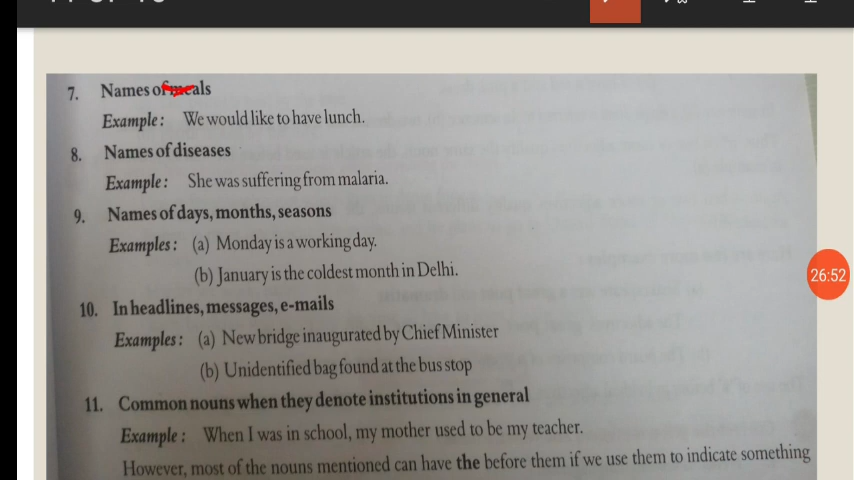 7. Names of meals
Example: We would like to have lunch.
8. Names of diseases
Example: She was suffering from malaria.
9. Names of days, months, seasons
Examples: (a) Monday is a working day.
(b) January is the coldest month in Delhi.
26:52
10. In headlines, messages, e-mails
Examples: (a) New bridge inaugurated by Chief Minister
(b) Unidentified bag found at the bus stop
11. Common nouns when they denote institutions in general
Example: When I was in school, my mother used to be my teacher.
However, most of the nouns mentioned can have the before them if we use them to indicate something